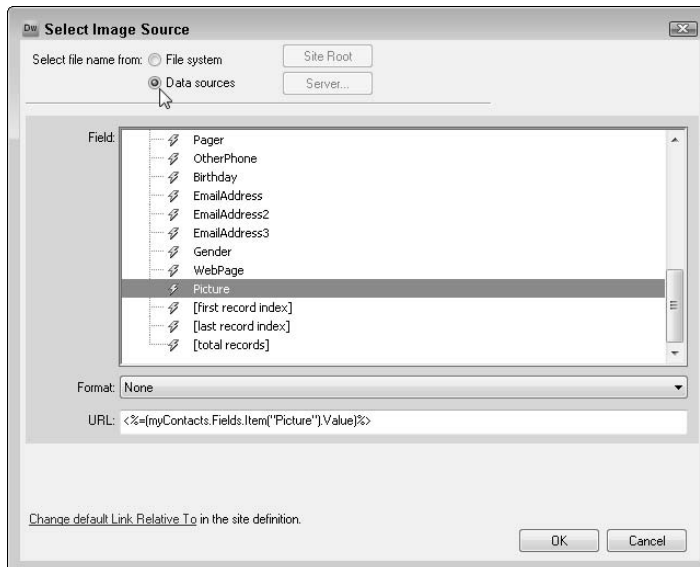 Dw Select Image Source
Select file name from: File system Site Root
Data sources Server...
Field: Pager
OtherPhone
Birthday
EmailAddress
EmailAddress2
EmailAddress3
Gender
WebPage
Picture
[first record index]
[last record index]
[total records]
Format: None
URL: <%=(myContacts.Fields.Item("Picture").Value)%>
Change default Link Relative To in the site definition.
OK Cancel